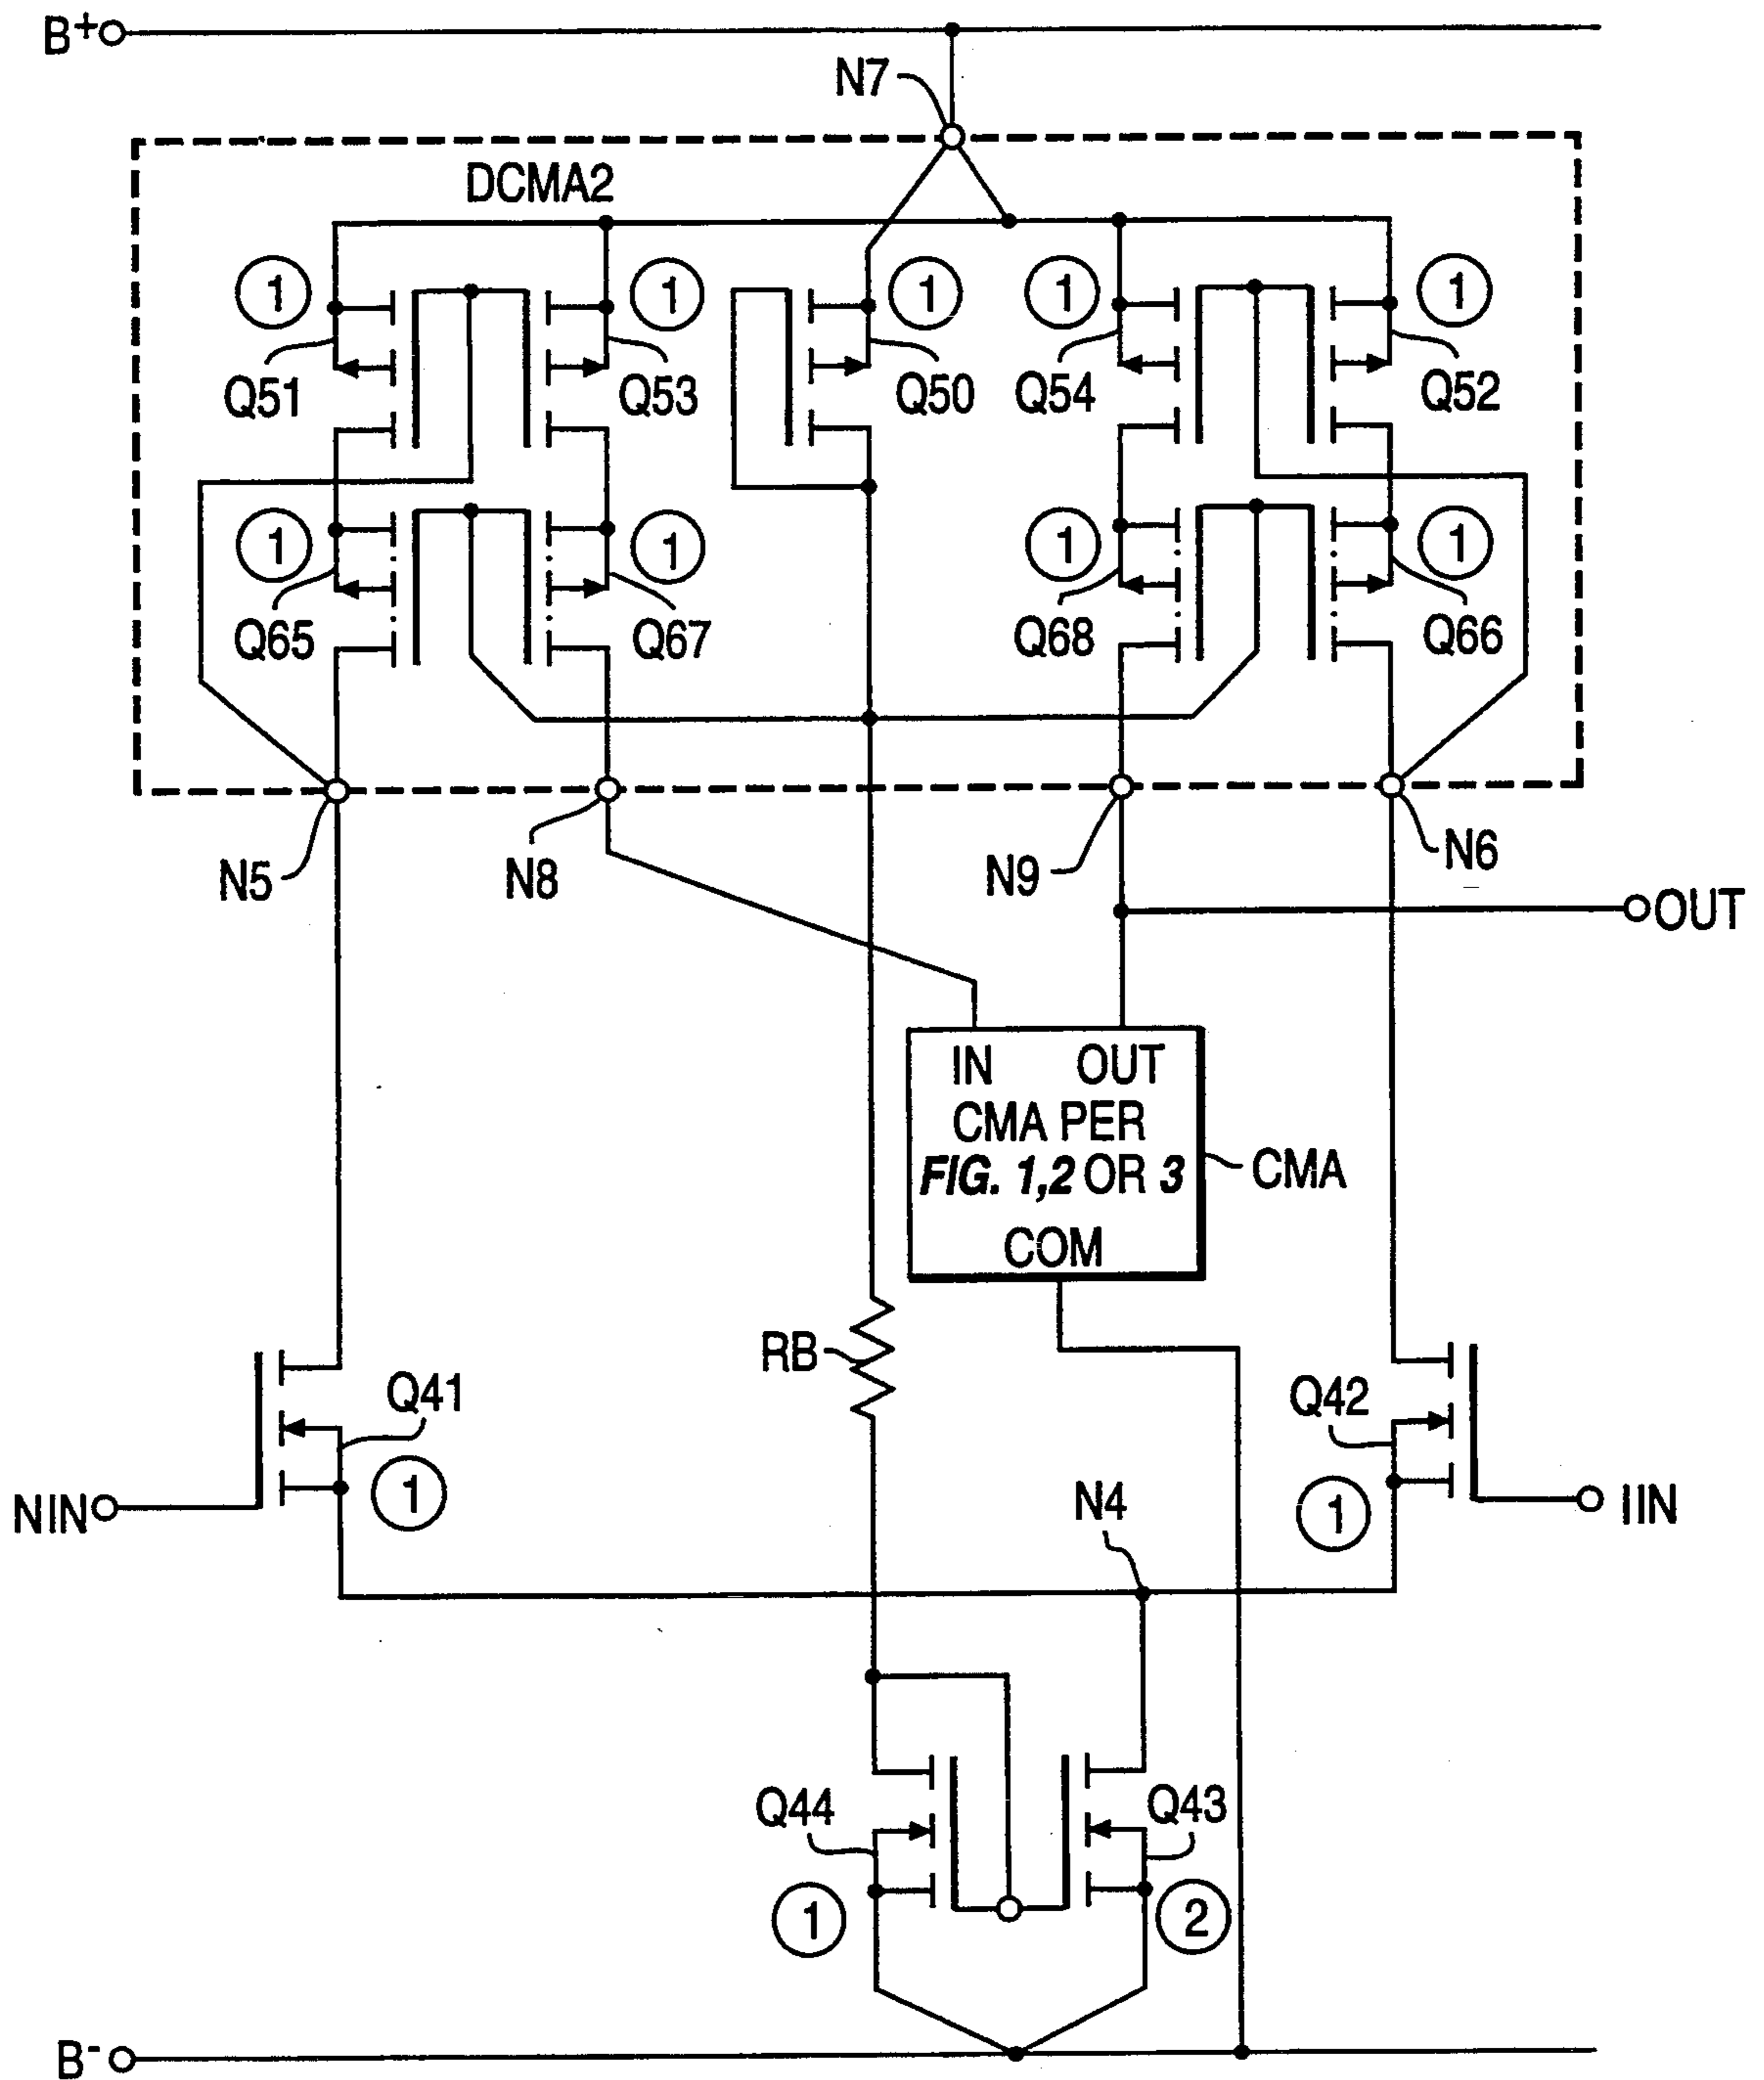 B+
N7
DCMA2
1
1
1
1
1
Q51
Q53
Q50
Q54
Q52
1
1
1
1
Q65
Q67
Q68
Q66
N5
N8
N9
N6
OUT
IN OUT
CMA PER
FIG. 1,2 OR 3
COM
CMA
RB
Q41
Q42
1
1
NIN
N4
IIN
Q44
Q43
1
2
B-